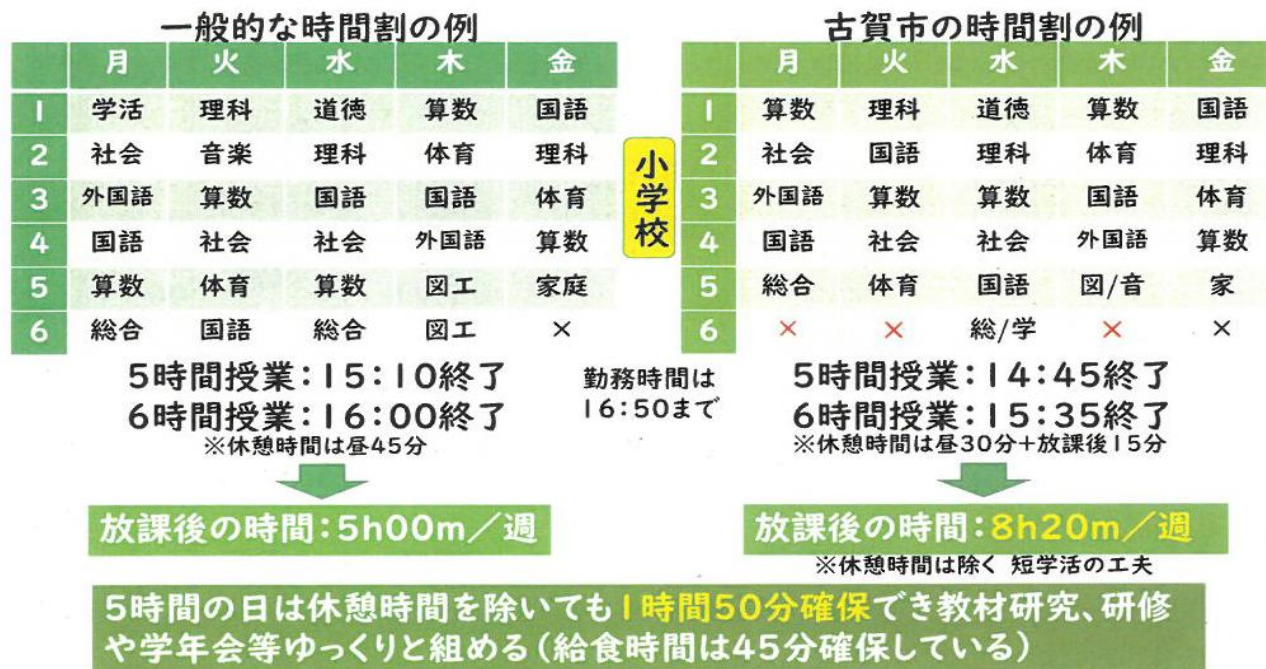 一般的な時間割の例
月 火 水 木 金
1 学活 理科 道徳 算数 国語
2 社会 音楽 理科 体育 理科
3 外国語 算数 国語 国語 体育
4 国語 社会 社会 外国語 算数
5 算数 体育 算数 図工 家庭
6 総合 国語 総合 図工 ×
5時間授業:15:10終了
6時間授業:16:00終了
※休憩時間は昼45分
放課後の時間:5h00m/週
小学校
勤務時間は
16:50まで
古賀市の時間割の例
月 火 水 木 金
1 算数 理科 道徳 算数 国語
2 社会 国語 理科 体育 理科
3 外国語 算数 算数 国語 体育
4 国語 社会 社会 外国語 算数
5 総合 体育 国語 図/音 家
6 × × 総/学 × ×
5時間授業:14:45終了
6時間授業:15:35終了
※休憩時間は昼30分+放課後15分
放課後の時間:8h20m/週
※休憩時間は除く 短学活の工夫
5時間の日は休憩時間を除いても1時間50分確保でき教材研究、研修
や学年会等ゆっくりと組める(給食時間は45分確保している)